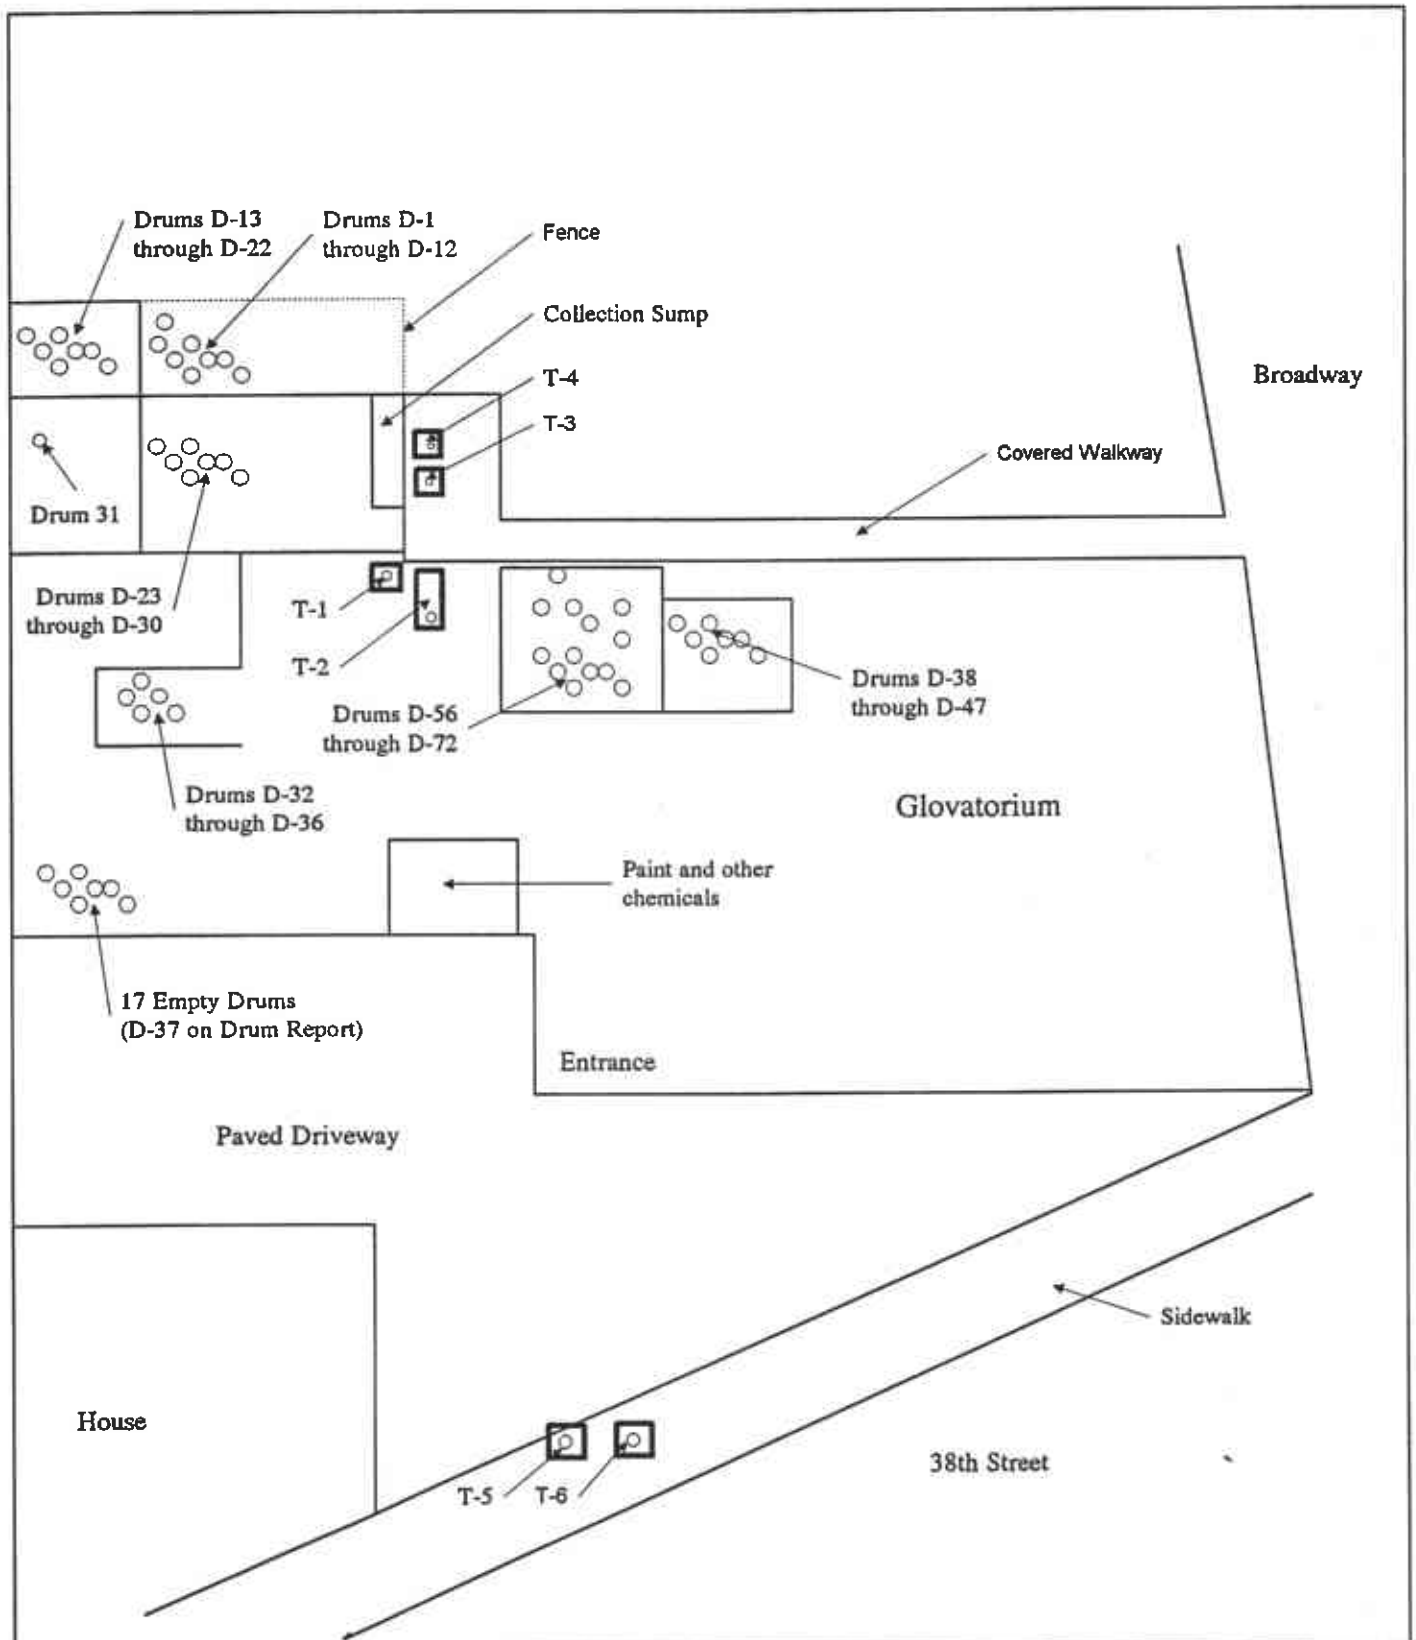 Drums D-13
through D-22
Drums D-1
through D-12
Fence
Collection Sump
T-4
T-3
Broadway
Covered Walkway
Drum 31
Drums D-23
through D-30
T-1
T-2
Drums D-56
through D-72
Drums D-38
through D-47
Drums D-32
through D-36
Glovatorium
Paint and other
chemicals
17 Empty Drums
(D-37 on Drum Report)
Entrance
Paved Driveway
Sidewalk
House
38th Street
T-5
T-6